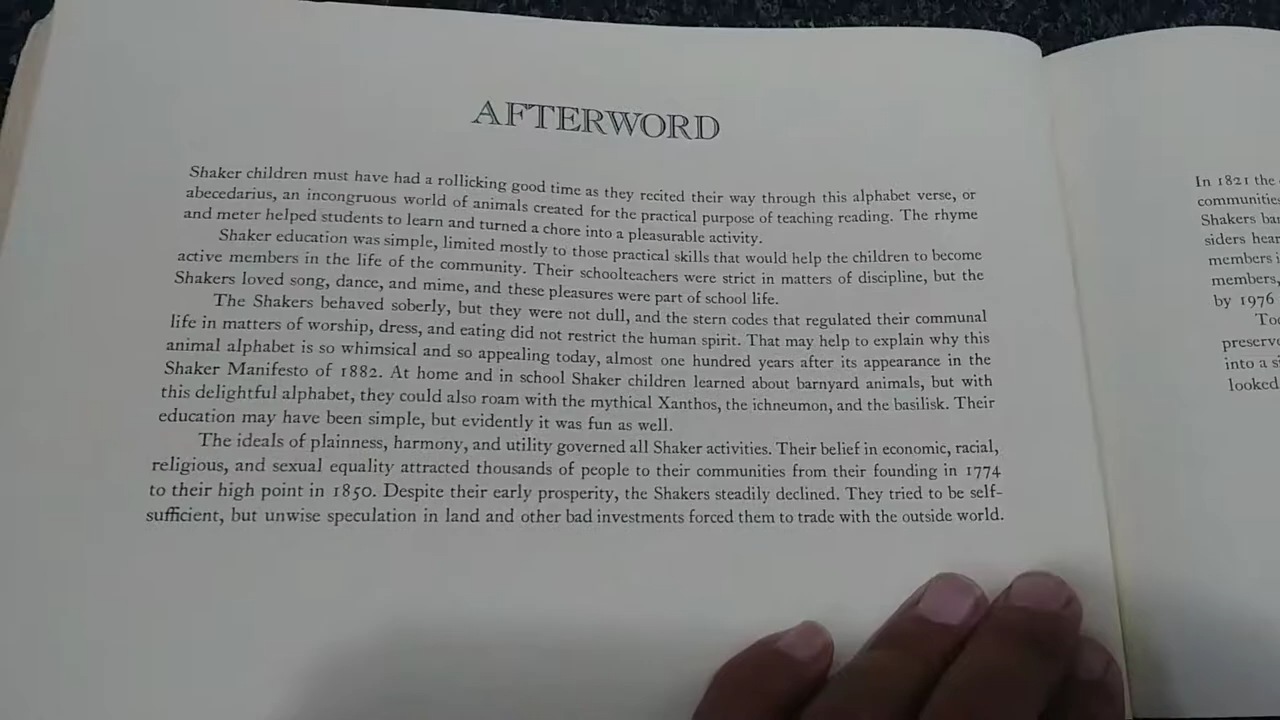 AFTERWORD
Shaker children must have had a rollicking good time as they recited their way through this alphabet verse, or
abecedarius, an incongruous world of animals created for the practical purpose of teaching reading. The rhyme
and meter helped students to learn and turned a chore into a pleasurable activity.
Shaker education was simple, limited mostly to those practical skills that would help the children to become
active members in the life of the community. Their schoolteachers were strict in matters of discipline, but the
Shakers loved song, dance, and mime, and these pleasures were part of school life.
The Shakers behaved soberly, but they were not dull, and the stern codes that regulated their communal
life in matters of worship, dress, and eating did not restrict the human spirit. That may help to explain why this
animal alphabet is so whimsical and so appealing today, almost one hundred years after its appearance in the
Shaker Manifesto of 1882. At home and in school Shaker children learned about barnyard animals, but with
this delightful alphabet, they could also roam with the mythical Xanthos, the ichneumon, and the basilisk. Their
education may have been simple, but evidently it was fun as well.
The ideals of plainness, harmony, and utility governed all Shaker activities. Their belief in economic, racial,
religious, and sexual equality attracted thousands of people to their communities from their founding in 1774
to their high point in 1850. Despite their early prosperity, the Shakers steadily declined. They tried to be self-
sufficient, but unwise speculation in land and other bad investments forced them to trade with the outside world.
In 1821 the
communities
Shakers
siders
members
members,
by 1976
into a
looked